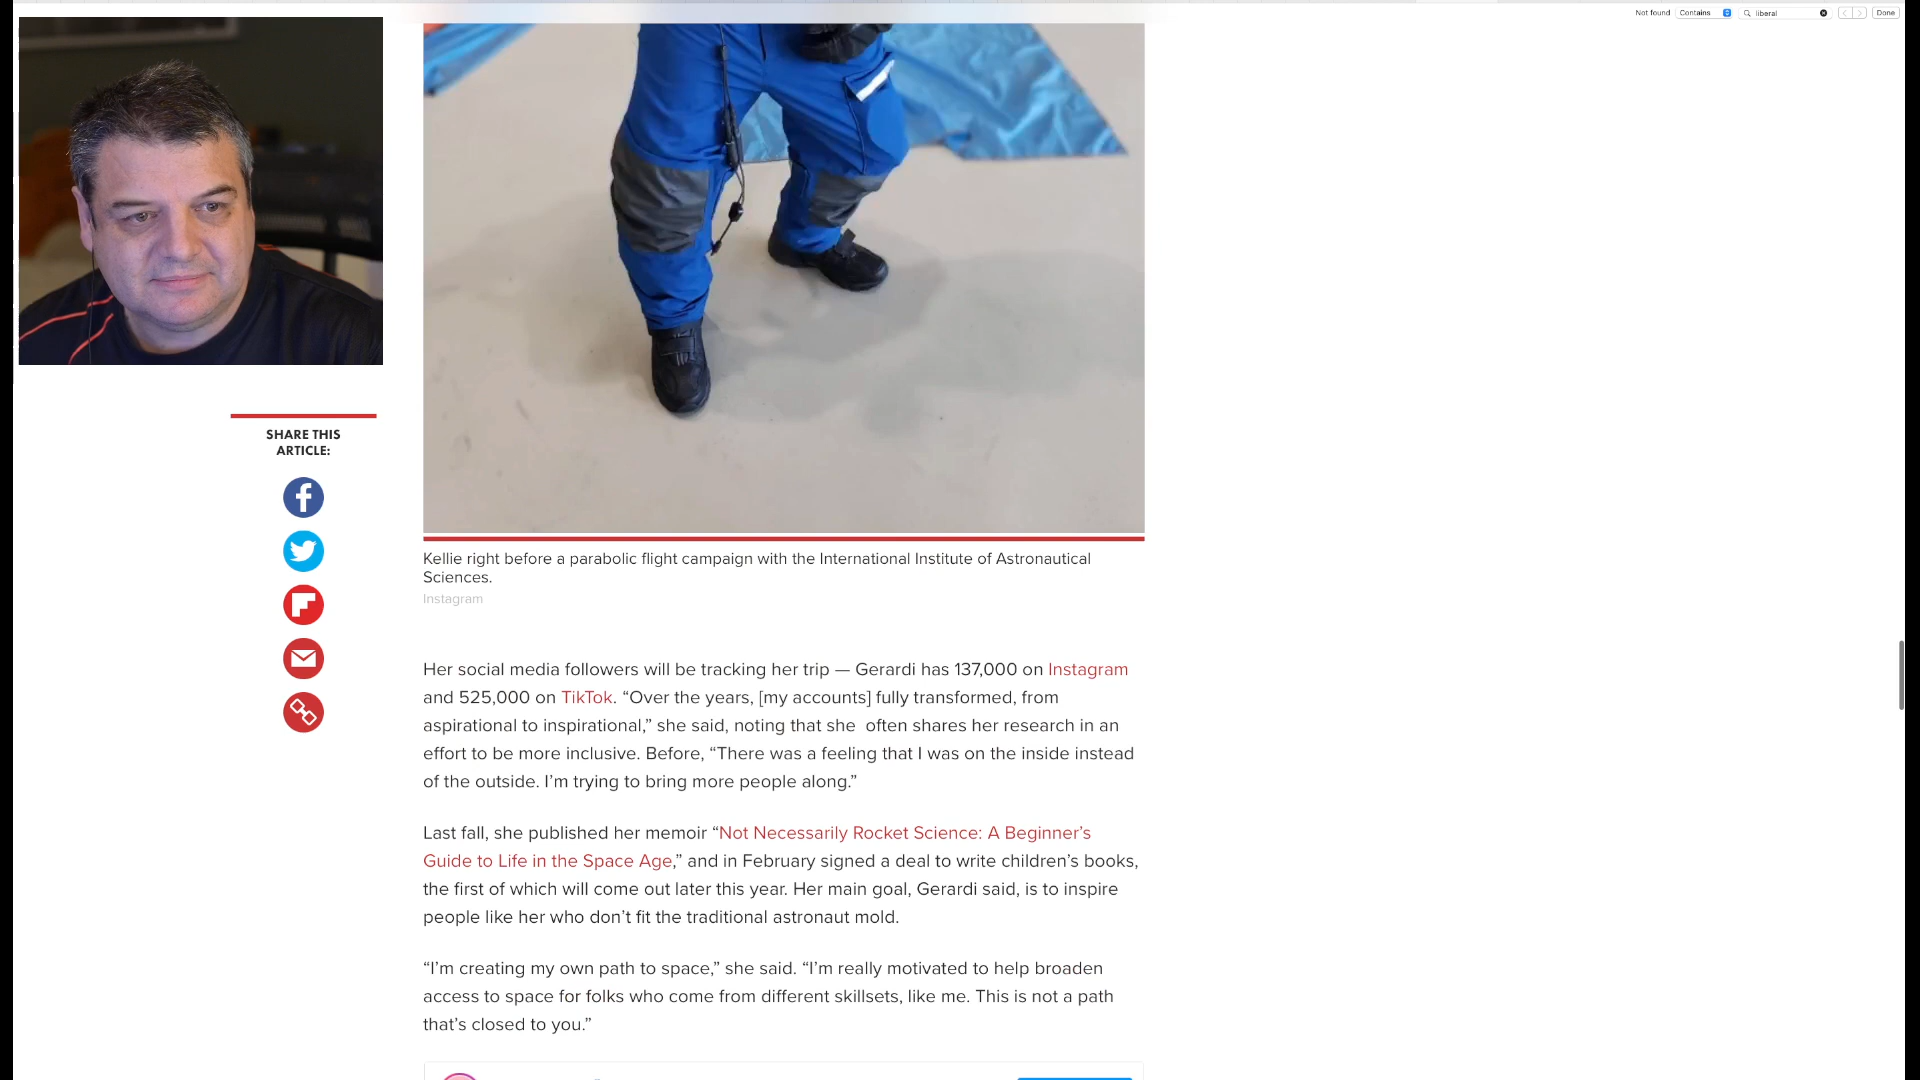 Not found Contains liberal Done
SHARE THIS
ARTICLE:
Kellie right before a parabolic flight campaign with the International Institute of Astronautical
Sciences.
Instagram
Her social media followers will be tracking her trip — Gerardi has 137,000 on Instagram
and 525,000 on TikTok. “Over the years, [my accounts] fully transformed, from
aspirational to inspirational,” she said, noting that she  often shares her research in an
effort to be more inclusive. Before, “There was a feeling that I was on the inside instead
of the outside. I’m trying to bring more people along.”
Last fall, she published her memoir “Not Necessarily Rocket Science: A Beginner’s
Guide to Life in the Space Age,” and in February signed a deal to write children’s books,
the first of which will come out later this year. Her main goal, Gerardi said, is to inspire
people like her who don’t fit the traditional astronaut mold.
“I’m creating my own path to space,” she said. “I’m really motivated to help broaden
access to space for folks who come from different skillsets, like me. This is not a path
that’s closed to you.”